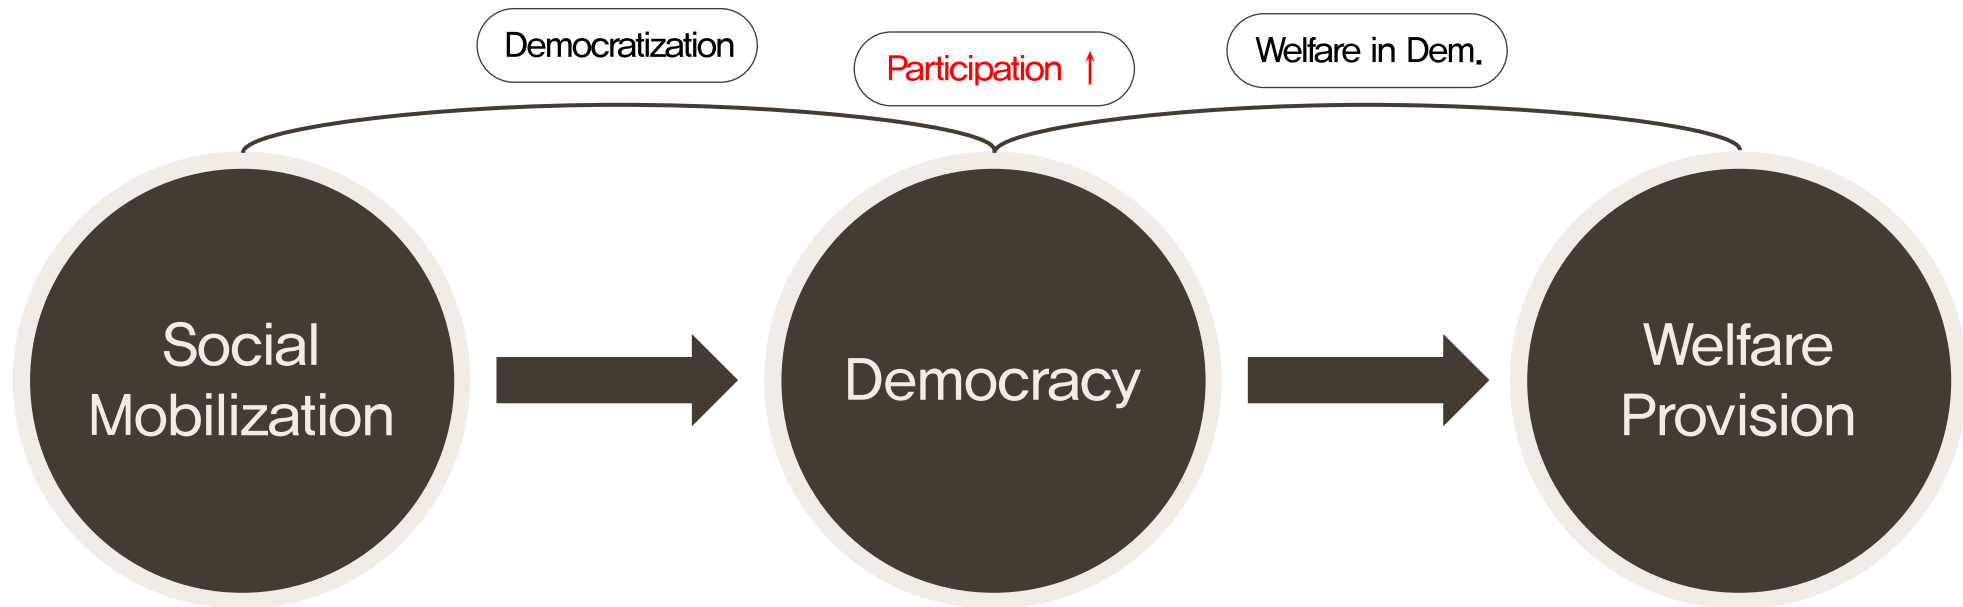 Democratization
Participation ↑
Welfare in Dem.
Social
Mobilization
Democracy
Welfare
Provision